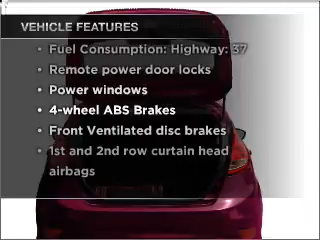 VEHICLE FEATURES
• Fuel Consumption: Highway: 37
• Remote power door locks
• Power windows
• 4-wheel ABS Brakes
• Front Ventilated disc brakes
• 1st and 2nd row curtain head
airbags